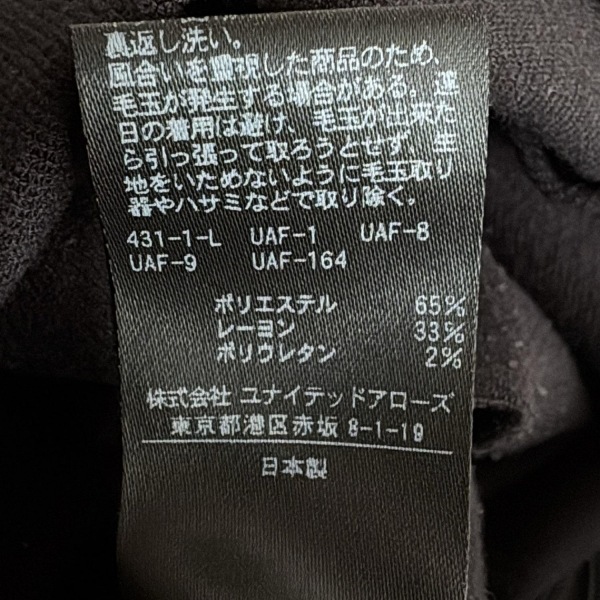 裏返し洗い。
風合いを重視した商品のため、
毛玉が発生する場合がある。連
日の着用は避け、毛玉が出来た
ら引っ張って取ろうとせず、生
地をいためないように毛玉取り
器やハサミなどで取り除く。
431-1-L UAF-1 UAF-8
UAF-9 UAF-164
ポリエステル 65%
レーヨン 33%
ポリウレタン 2%
株式会社 ユナイテッドアローズ
東京都港区赤坂 8-1-19
日本製